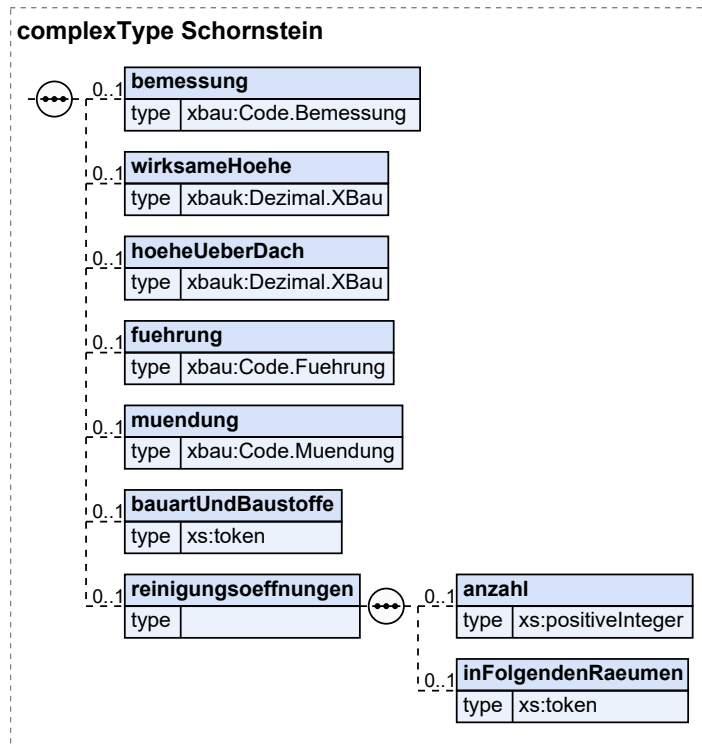 complexType Schornstein
0..1 bemessung
type xbau:Code.Bemessung
0..1 wirksameHoehe
type xbauk:Dezimal.XBau
0..1 hoeheUeberDach
type xbauk:Dezimal.XBau
0..1 fuehrung
type xbau:Code.Fuehrung
0..1 muendung
type xbau:Code.Muendung
0..1 bauartUndBaustoffe
type xs:token
0..1 reinigungsoeffnungen
type
0..1 anzahl
type xs:positiveInteger
0..1 inFolgendenRaeumen
type xs:token